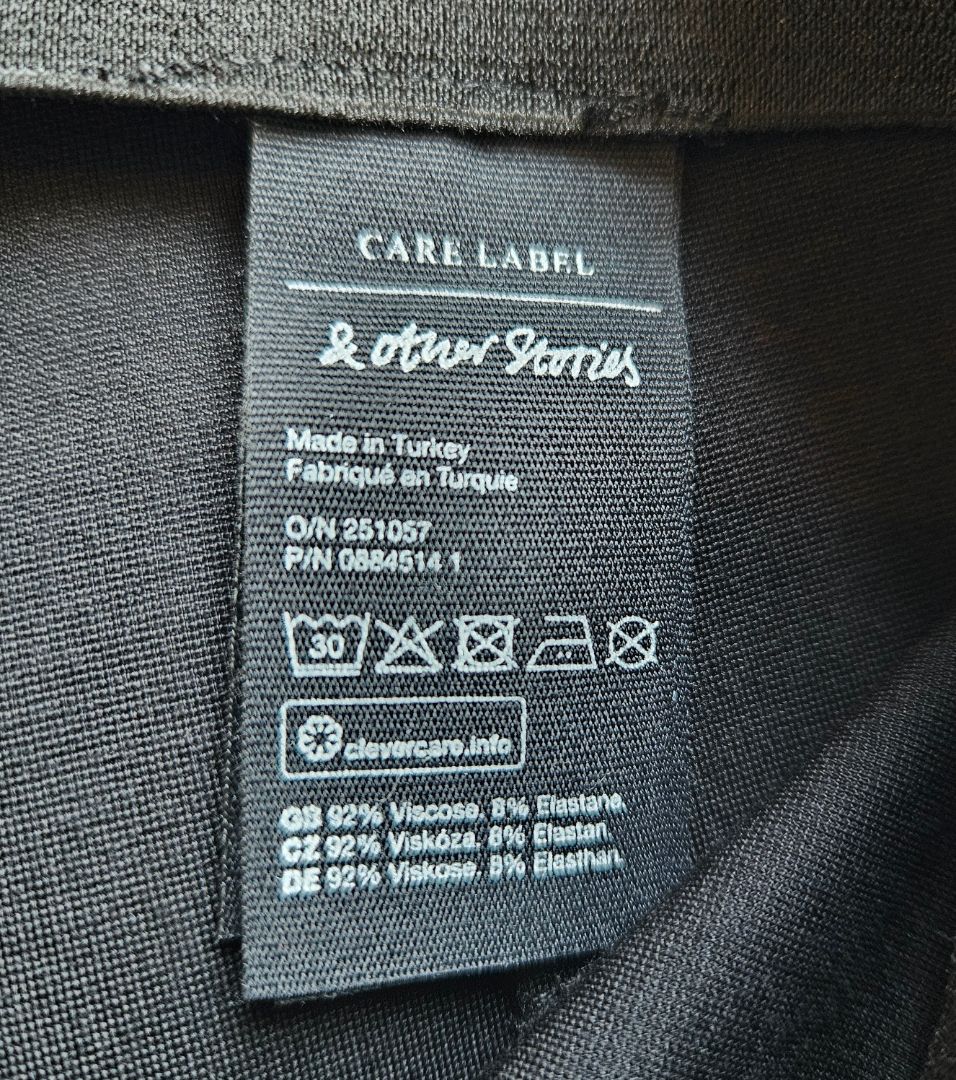 CARE LABEL
& other Stories
Made in Turkey
Fabriqué en Turquie
O/N 251057
P/N 0884514 1
30
clevercare.info
GB 92% Viscose, 8% Elastane.
CZ 92% Viskóza, 8% Elastan.
DE 92% Viskose, 8% Elasthan.